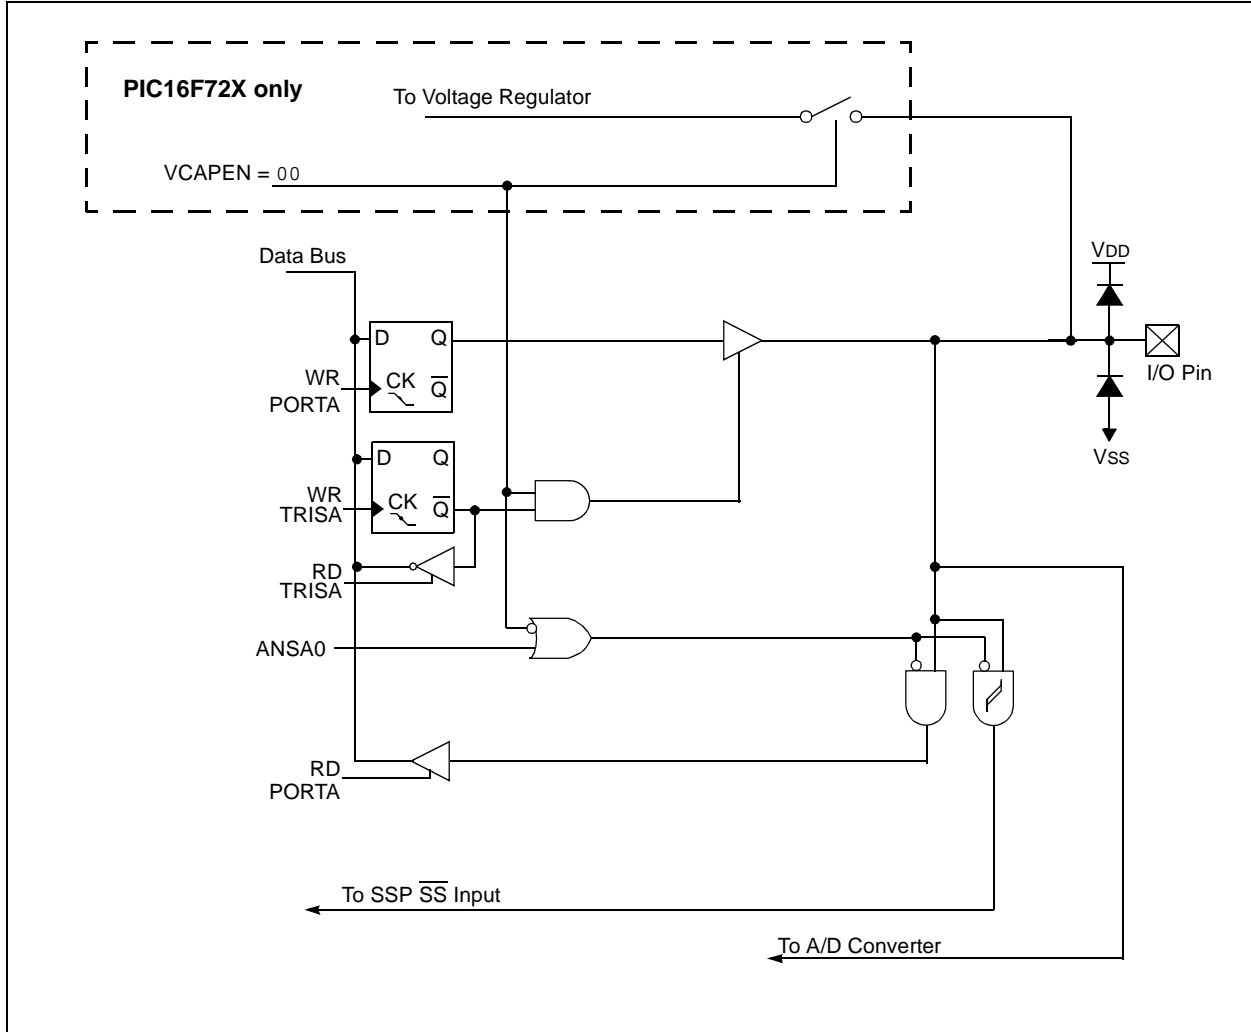 PIC16F72X only
To Voltage Regulator
VCAPEN = 00
Data Bus
VDD
D Q
WR
PORTA
CK Q̅
I/O Pin
VSS
D Q
WR
TRISA
CK Q̅
RD
TRISA
ANSA0
RD
PORTA
To SSP S̅S̅ Input
To A/D Converter